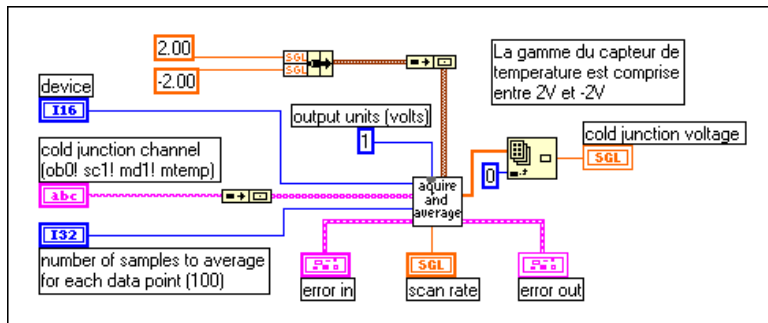 2.00
SGL
SGL
-2.00
La gamme du capteur de
temperature est comprise
entre 2V et -2V
device
I16
output units (volts)
1
cold junction voltage
SGL
cold junction channel
(ob0! sc1! md1! mtemp)
abc
0
aquire
and
average
I32
number of samples to average
for each data point (100)
error in
SGL
scan rate
error out